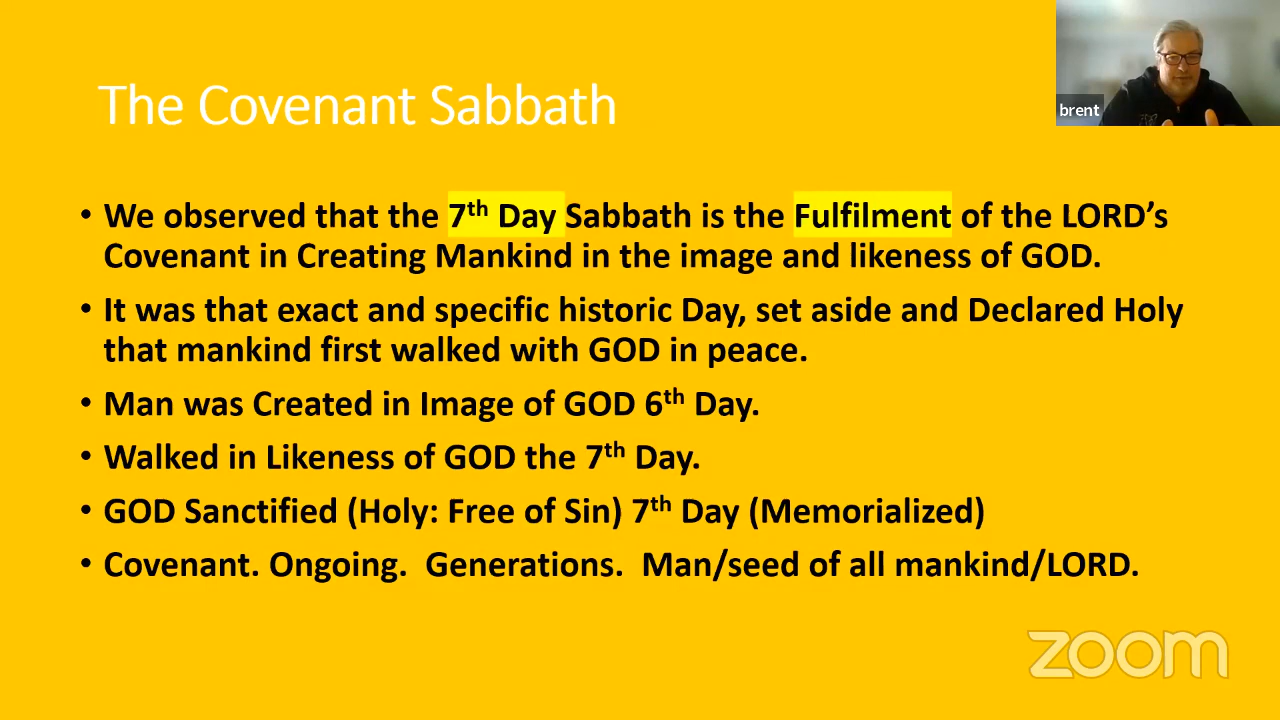 The Covenant Sabbath
brent
• We observed that the 7th Day Sabbath is the Fulfilment of the LORD’s
Covenant in Creating Mankind in the image and likeness of GOD.
• It was that exact and specific historic Day, set aside and Declared Holy
that mankind first walked with GOD in peace.
• Man was Created in Image of GOD 6th Day.
• Walked in Likeness of GOD the 7th Day.
• GOD Sanctified (Holy: Free of Sin) 7th Day (Memorialized)
• Covenant. Ongoing.  Generations.  Man/seed of all mankind/LORD.
zoom